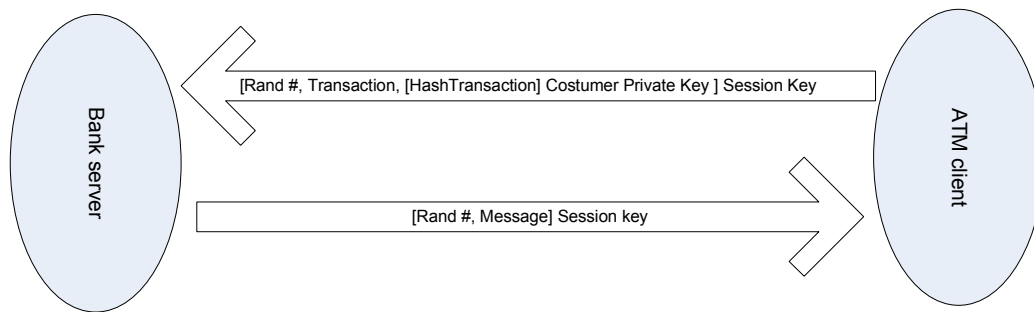 Bank server
[Rand #, Transaction, [HashTransaction] Costumer Private Key ] Session Key
[Rand #, Message] Session key
ATM client